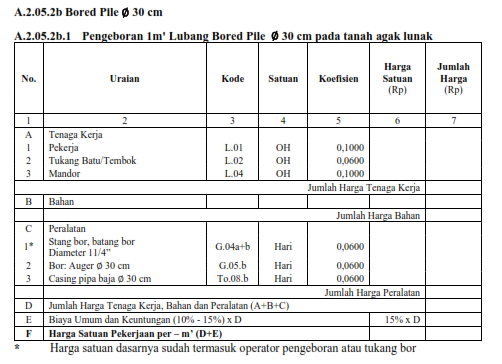 A.2.05.2b Bored Pile Ø 30 cm
A.2.05.2b.1 Pengeboran 1m' Lubang Bored Pile Ø 30 cm pada tanah agak lunak
No. Uraian Kode Satuan Koefisien Harga Satuan (Rp) Jumlah Harga (Rp)
1 2 3 4 5 6 7
A Tenaga Kerja
1 Pekerja L.01 OH 0,1000
2 Tukang Batu/Tembok L.02 OH 0,0600
3 Mandor L.04 OH 0,1000
Jumlah Harga Tenaga Kerja
B Bahan
Jumlah Harga Bahan
C Peralatan
1* Stang bor, batang bor Diameter 11/4" G.04a+b Hari 0,0600
2 Bor: Auger Ø 30 cm G.05.b Hari 0,0600
3 Casing pipa baja Ø 30 cm To.08.b Hari 0,0600
Jumlah Harga Peralatan
D Jumlah Harga Tenaga Kerja, Bahan dan Peralatan (A+B+C)
E Biaya Umum dan Keuntungan (10% - 15%) x D 15% x D
F Harga Satuan Pekerjaan per – m' (D+E)
* Harga satuan dasarnya sudah termasuk operator pengeboran atau tukang bor